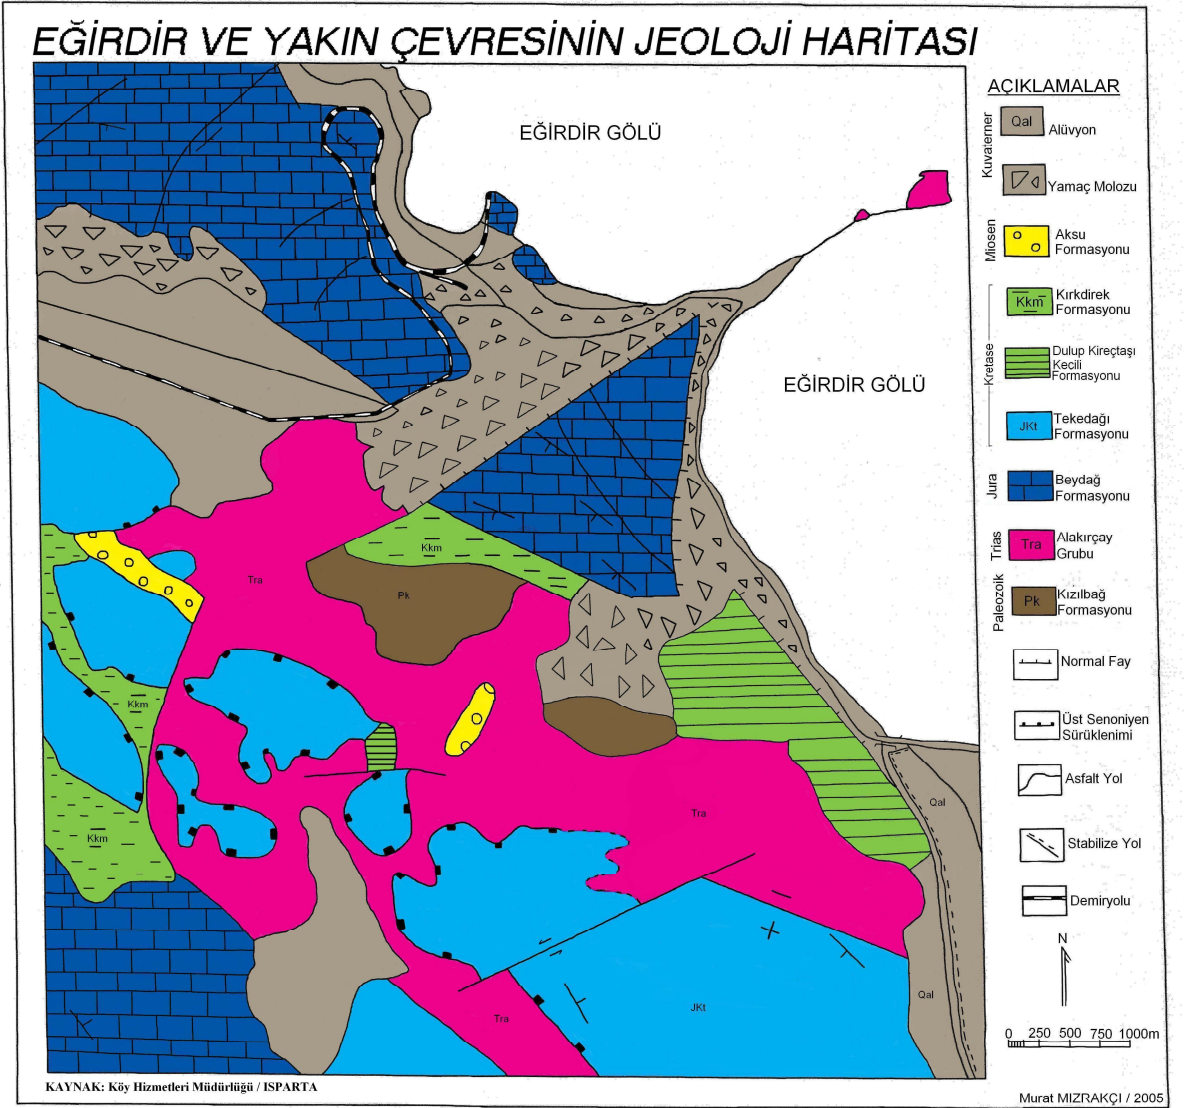 EĞİRDİR VE YAKIN ÇEVRESİNİN JEOLOJİ HARİTASI
EĞİRDİR GÖLÜ
EĞİRDİR GÖLÜ
Kkm
Tra
Pk
Kkm
Kkm
Tra
Qal
Qal
JKt
Tra
AÇIKLAMALAR
Kuvaterner
Qal
Alüvyon
Yamaç Molozu
Miosen
Aksu
Formasyonu
Kretase
Kkm
Kırkdirek
Formasyonu
Dulup Kireçtaşı
Kecili
Formasyonu
JKt
Tekedağı
Formasyonu
Jura
Beydağ
Formasyonu
Trias
Tra
Alakırçay
Grubu
Paleozoik
Pk
Kızılbağ
Formasyonu
Normal Fay
Üst Senoniyen
Sürüklenimi
Asfalt Yol
Stabilize Yol
Demiryolu
N
0 250 500 750 1000m
KAYNAK: Köy Hizmetleri Müdürlüğü / ISPARTA
Murat MIZRAKÇI / 2005